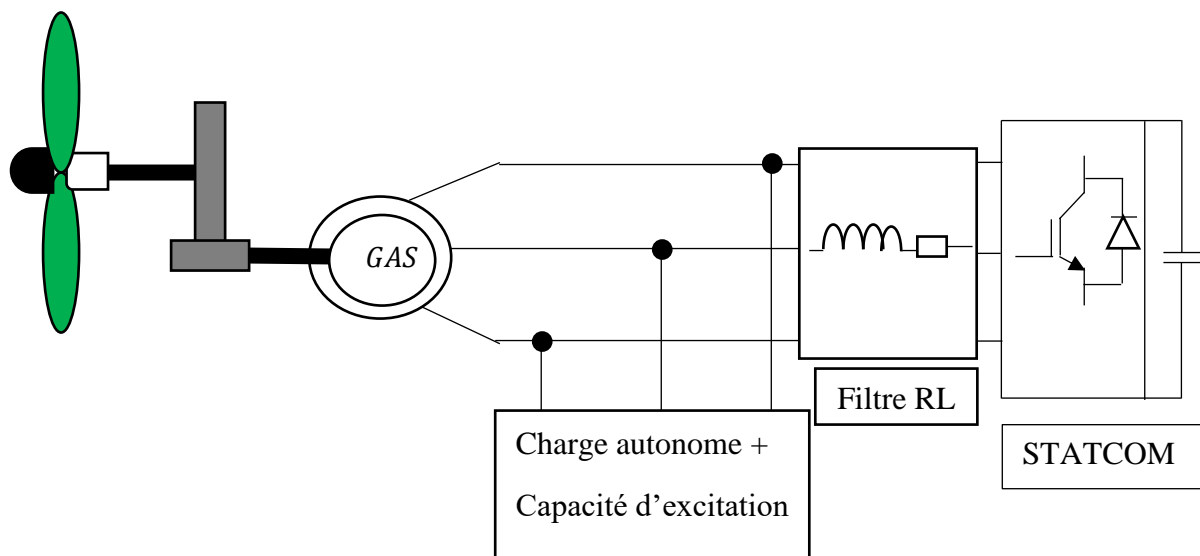 GAS
Filtre RL
Charge autonome +
Capacité d’excitation
STATCOM